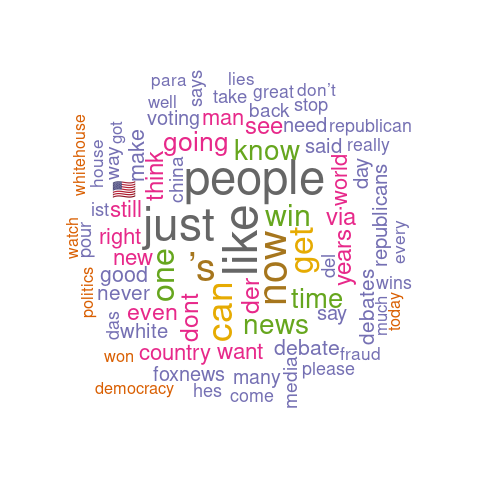 para
says
lies
take
great
don't
well
back
stop
voting
man
see
need
republican
whitehouse
house
way
got
make
going
know
said
really
think
china
people
world
day
🇺🇸
ist
still
just
like
win
via
republicans
every
watch
pour
right
new
's
now
get
years
del
politics
good
one
can
der
time
wins
never
even
dont
news
say
debates
much
today
das
white
won
country
want
debate
fraud
foxnews
many
media
please
democracy
hes
come